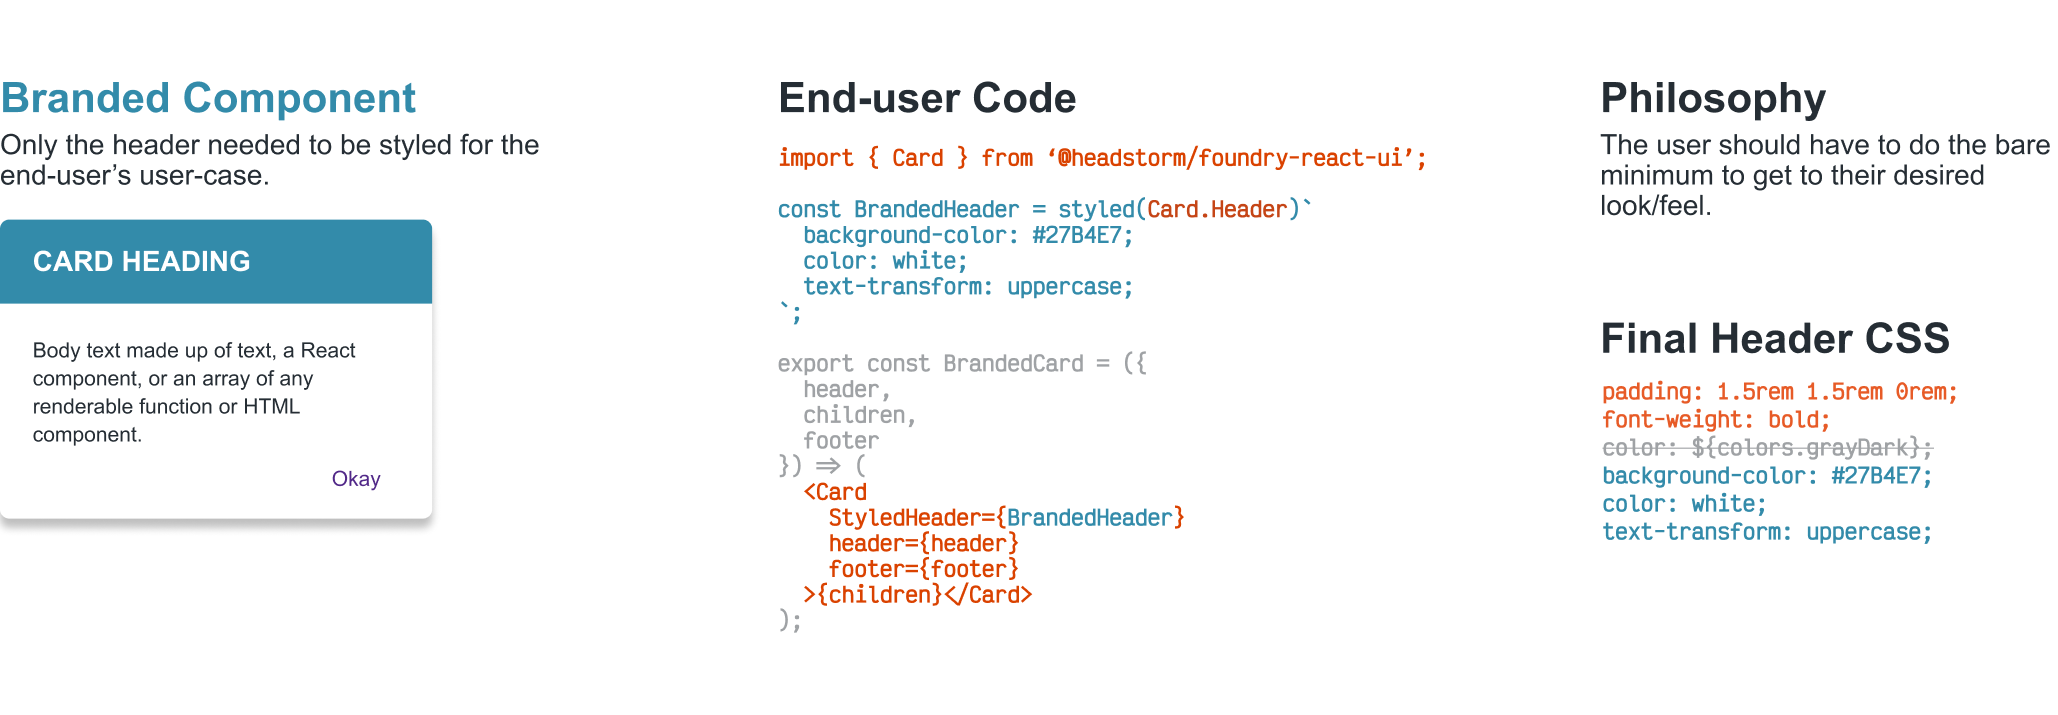 Branded Component
Only the header needed to be styled for the
end-user’s user-case.
CARD HEADING
Body text made up of text, a React
component, or an array of any
renderable function or HTML
component.
Okay
End-user Code
import { Card } from ‘@headstorm/foundry-react-ui’;
const BrandedHeader = styled(Card.Header)`
  background-color: #27B4E7;
  color: white;
  text-transform: uppercase;
`;
export const BrandedCard = ({
  header,
  children,
  footer
}) => (
  <Card
    StyledHeader={BrandedHeader}
    header={header}
    footer={footer}
  >{children}</Card>
);
Philosophy
The user should have to do the bare
minimum to get to their desired
look/feel.
Final Header CSS
padding: 1.5rem 1.5rem 0rem;
font-weight: bold;
color: ${colors.grayDark};
background-color: #27B4E7;
color: white;
text-transform: uppercase;